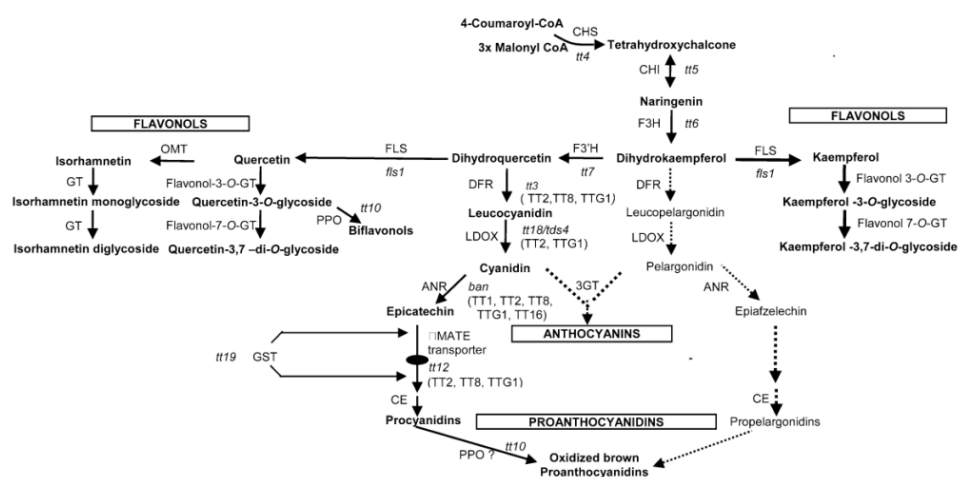 4-Coumaroyl-CoA
CHS
3x Malonyl CoA
tt4
Tetrahydroxychalcone
CHI
tt5
Naringenin
FLAVONOLS
F3H
tt6
FLAVONOLS
OMT
Isorhamnetin
Quercetin
FLS
fls1
Dihydroquercetin
F3'H
tt7
Dihydrokaempferol
FLS
fls1
Kaempferol
GT
Flavonol-3-O-GT
DFR
tt3
( TT2,TT8, TTG1)
DFR
Flavonol 3-O-GT
Isorhamnetin monoglycoside
Quercetin-3-O-glycoside
tt10
PPO
Biflavonols
Leucocyanidin
Leucopelargonidin
Kaempferol -3-O-glycoside
GT
Flavonol-7-O-GT
LDOX
tt18/tds4
(TT2, TTG1)
LDOX
Flavonol 7-O-GT
Isorhamnetin diglycoside
Quercetin-3,7 –di-O-glycoside
Kaempferol -3,7-di-O-glycoside
Cyanidin
Pelargonidin
ANR
ban
(TT1, TT2, TT8,
TTG1, TT16)
3GT
ANR
Epicatechin
Epiafzelechin
ANTHOCYANINS
MATE
transporter
tt19
GST
tt12
(TT2, TT8, TTG1)
CE
CE
Procyanidins
PROANTHOCYANIDINS
Propelargonidins
PPO ?
tt10
Oxidized brown
Proanthocyanidins